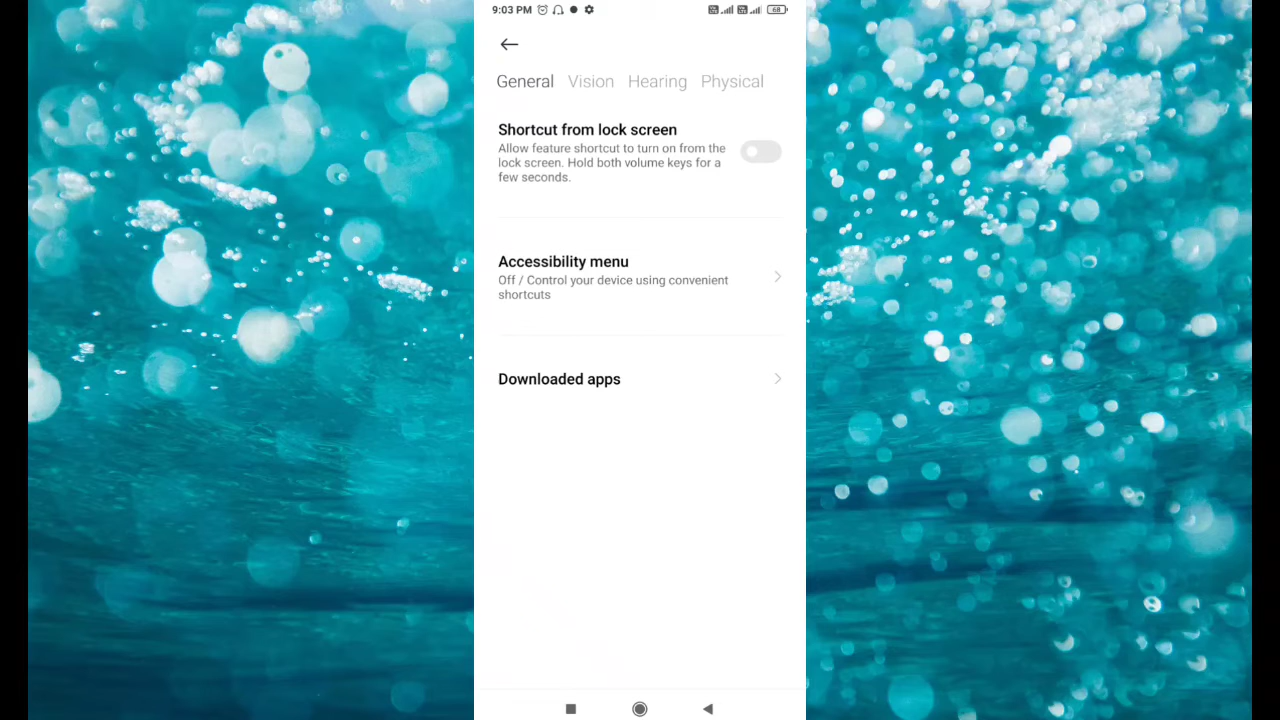 9:03 PM 68
General Vision Hearing Physical
Shortcut from lock screen
Allow feature shortcut to turn on from the
lock screen. Hold both volume keys for a
few seconds.
Accessibility menu
Off / Control your device using convenient
shortcuts
Downloaded apps